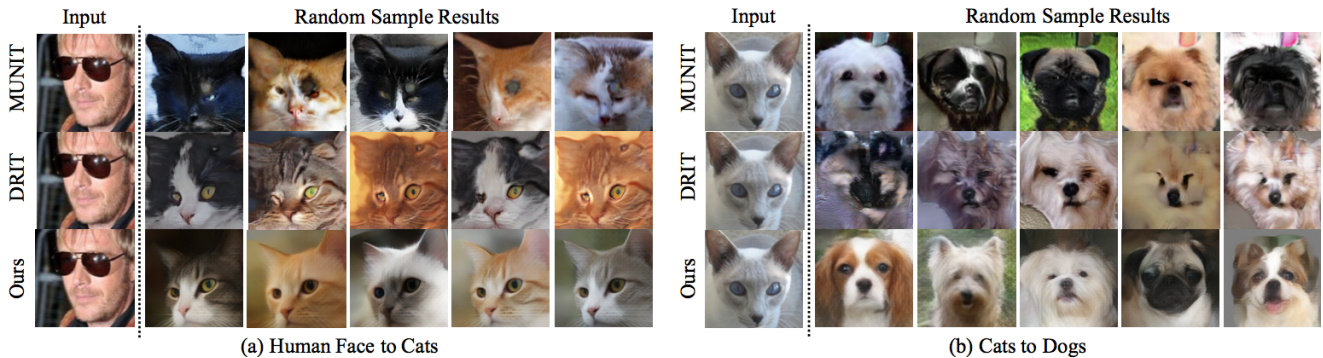 Input
Random Sample Results
MUNIT
DRIT
Ours
(a) Human Face to Cats
Input
Random Sample Results
MUNIT
DRIT
Ours
(b) Cats to Dogs